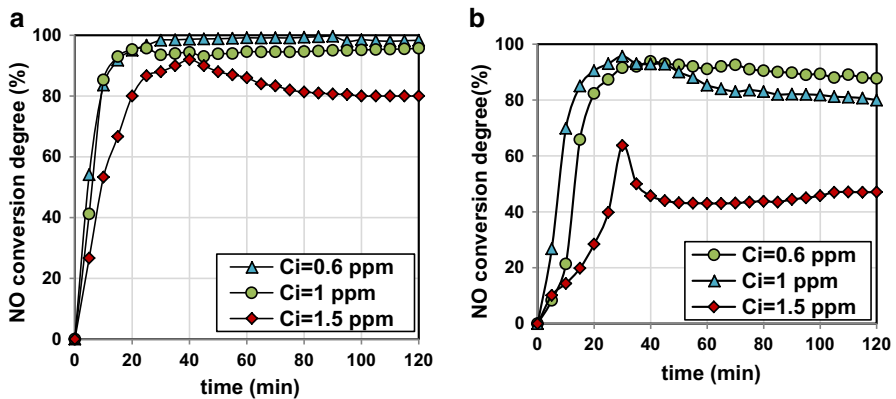 a
NO conversion degree (%)
100
80
60
40
20
0
Ci=0.6 ppm
Ci=1 ppm
Ci=1.5 ppm
0 20 40 60 80 100 120
time (min)
b
NO conversion degree(%)
100
80
60
40
20
0
Ci=0.6 ppm
Ci=1 ppm
Ci=1.5 ppm
0 20 40 60 80 100 120
time (min)